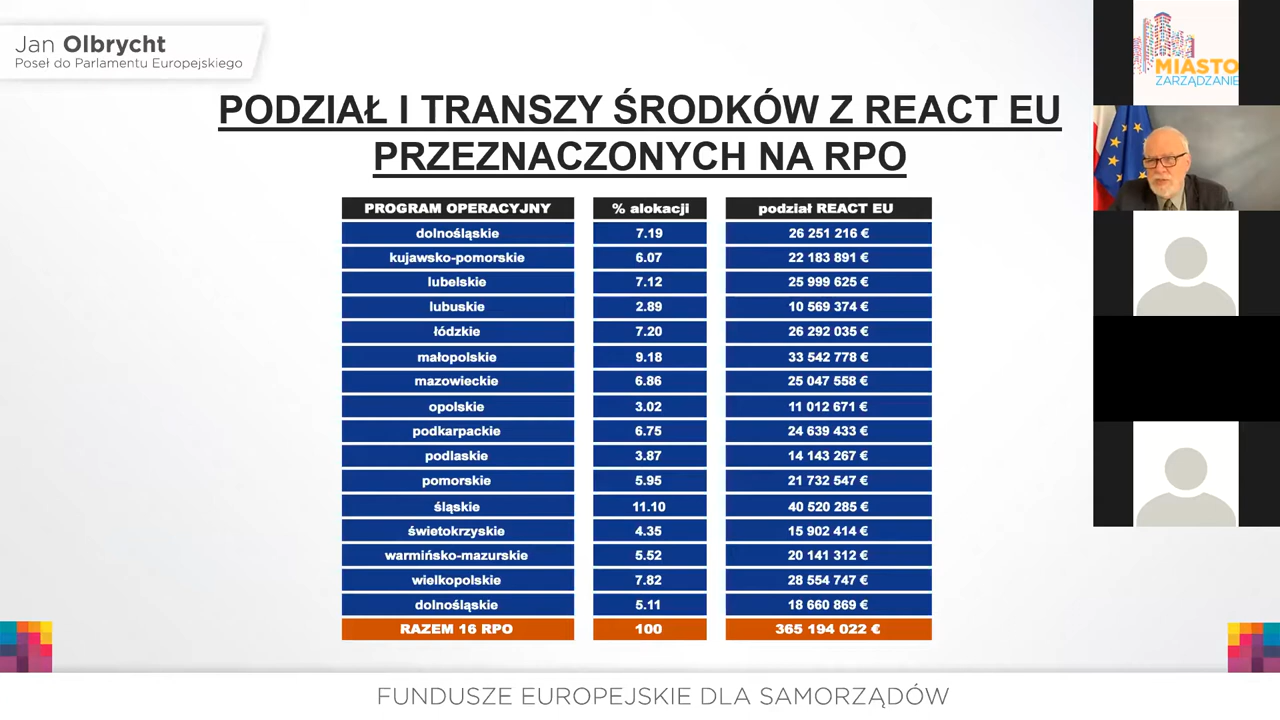 Jan Olbrycht
Poseł do Parlamentu Europejskiego
MIASTO
ZARZĄDZANIE
PODZIAŁ I TRANSZY ŚRODKÓW Z REACT EU
PRZEZNACZONYCH NA RPO
PROGRAM OPERACYJNY % alokacji podział REACT EU
dolnośląskie 7.19 26 251 216 €
kujawsko-pomorskie 6.07 22 183 891 €
lubelskie 7.12 25 999 625 €
lubuskie 2.89 10 569 374 €
łódzkie 7.20 26 292 035 €
małopolskie 9.18 33 542 778 €
mazowieckie 6.86 25 047 558 €
opolskie 3.02 11 012 671 €
podkarpackie 6.75 24 639 433 €
podlaskie 3.87 14 143 267 €
pomorskie 5.95 21 732 547 €
śląskie 11.10 40 520 285 €
świetokrzyskie 4.35 15 902 414 €
warmińsko-mazurskie 5.52 20 141 312 €
wielkopolskie 7.82 28 554 747 €
dolnośląskie 5.11 18 660 869 €
RAZEM 16 RPO 100 365 194 022 €
FUNDUSZE EUROPEJSKIE DLA SAMORZĄDÓW